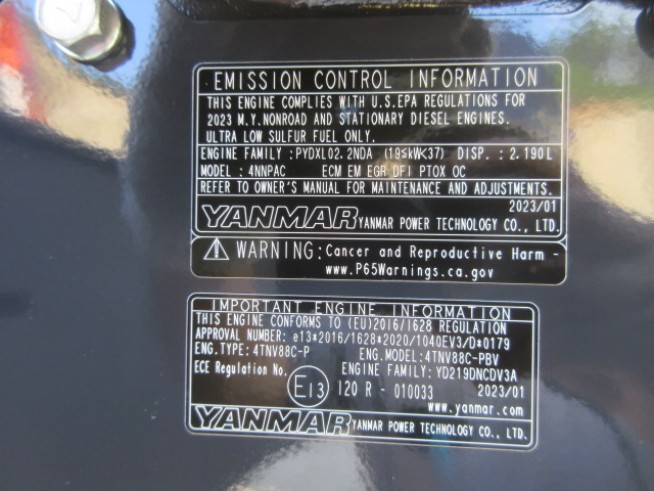 EMISSION CONTROL INFORMATION
THIS ENGINE COMPLIES WITH U.S.EPA REGULATIONS FOR
2023 M.Y.NONROAD AND STATIONARY DIESEL ENGINES.
ULTRA LOW SULFUR FUEL ONLY.
ENGINE FAMILY :PYDXL02.2NDA (19≤kW<37) DISP. : 2.190L
MODEL: 4NNPAC ECM EM EGR DFI PTOX OC
REFER TO OWNER'S MANUAL FOR MAINTENANCE AND ADJUSTMENTS.
2023/01
YANMAR YANMAR POWER TECHNOLOGY CO., LTD.
WARNING: Cancer and Reproductive Harm -
www.P65Warnings.ca.gov
IMPORTANT ENGINE INFORMATION
THIS ENGINE CONFORMS TO (EU)2016/1628 REGULATION
APPROVAL NUMBER: e13*2016/1628*2020/1040EV3/D*0179
ENG.TYPE: 4TNV88C-P ENG.MODEL: 4TNV88C-PBV
ECE Regulation No. ENGINE FAMILY: YD219DNCDV3A
E13 120 R - 010033 2023/01
www.yanmar.com
YANMAR YANMAR POWER TECHNOLOGY CO., LTD.